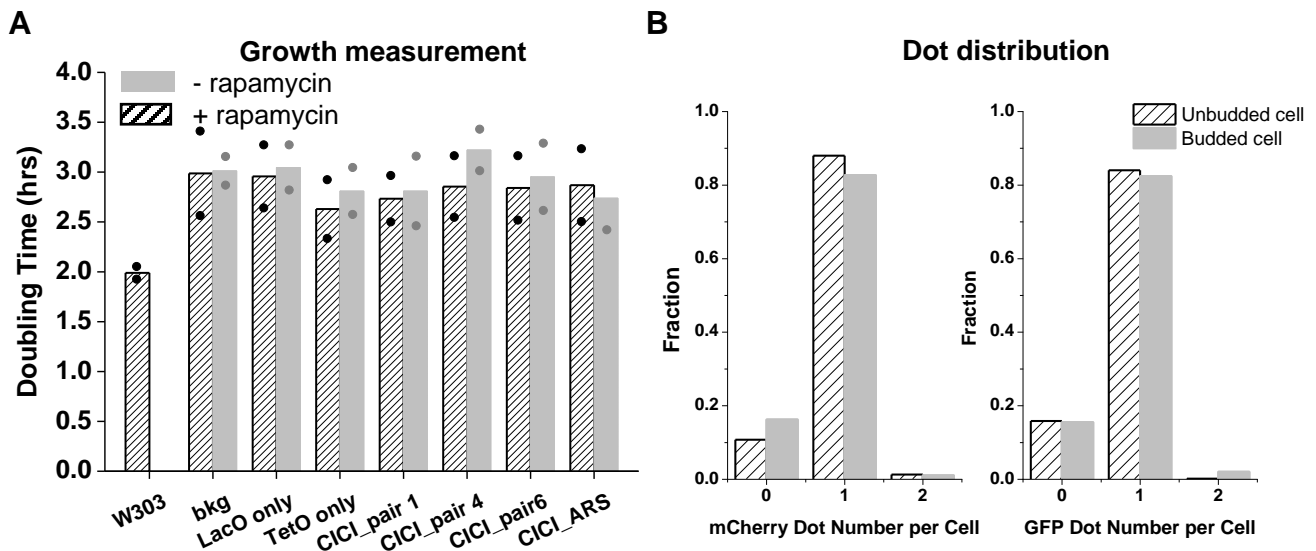 A
Growth measurement
- rapamycin
+ rapamycin
Doubling Time (hrs)
4.0
3.5
3.0
2.5
2.0
1.5
1.0
0.5
0.0
W303
bkg
LacO only
TetO only
CICI_pair 1
CICI_pair 4
CICI_pair6
CICI_ARS
B
Dot distribution
Unbudded cell
Budded cell
Fraction
1.0
0.8
0.6
0.4
0.2
0.0
0 1 2
mCherry Dot Number per Cell
Fraction
1.0
0.8
0.6
0.4
0.2
0.0
0 1 2
GFP Dot Number per Cell